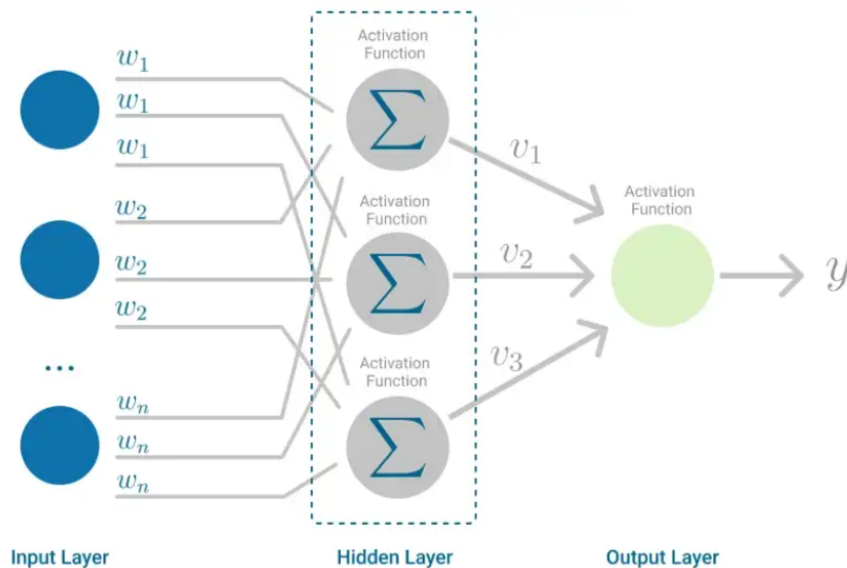 Activation
Function
w₁
w₁
w₁
Σ
v₁
w₂
w₂
w₂
Activation
Function
Σ
v₂
Activation
Function
y
...
Activation
Function
v₃
wₙ
wₙ
wₙ
Σ
Input Layer
Hidden Layer
Output Layer